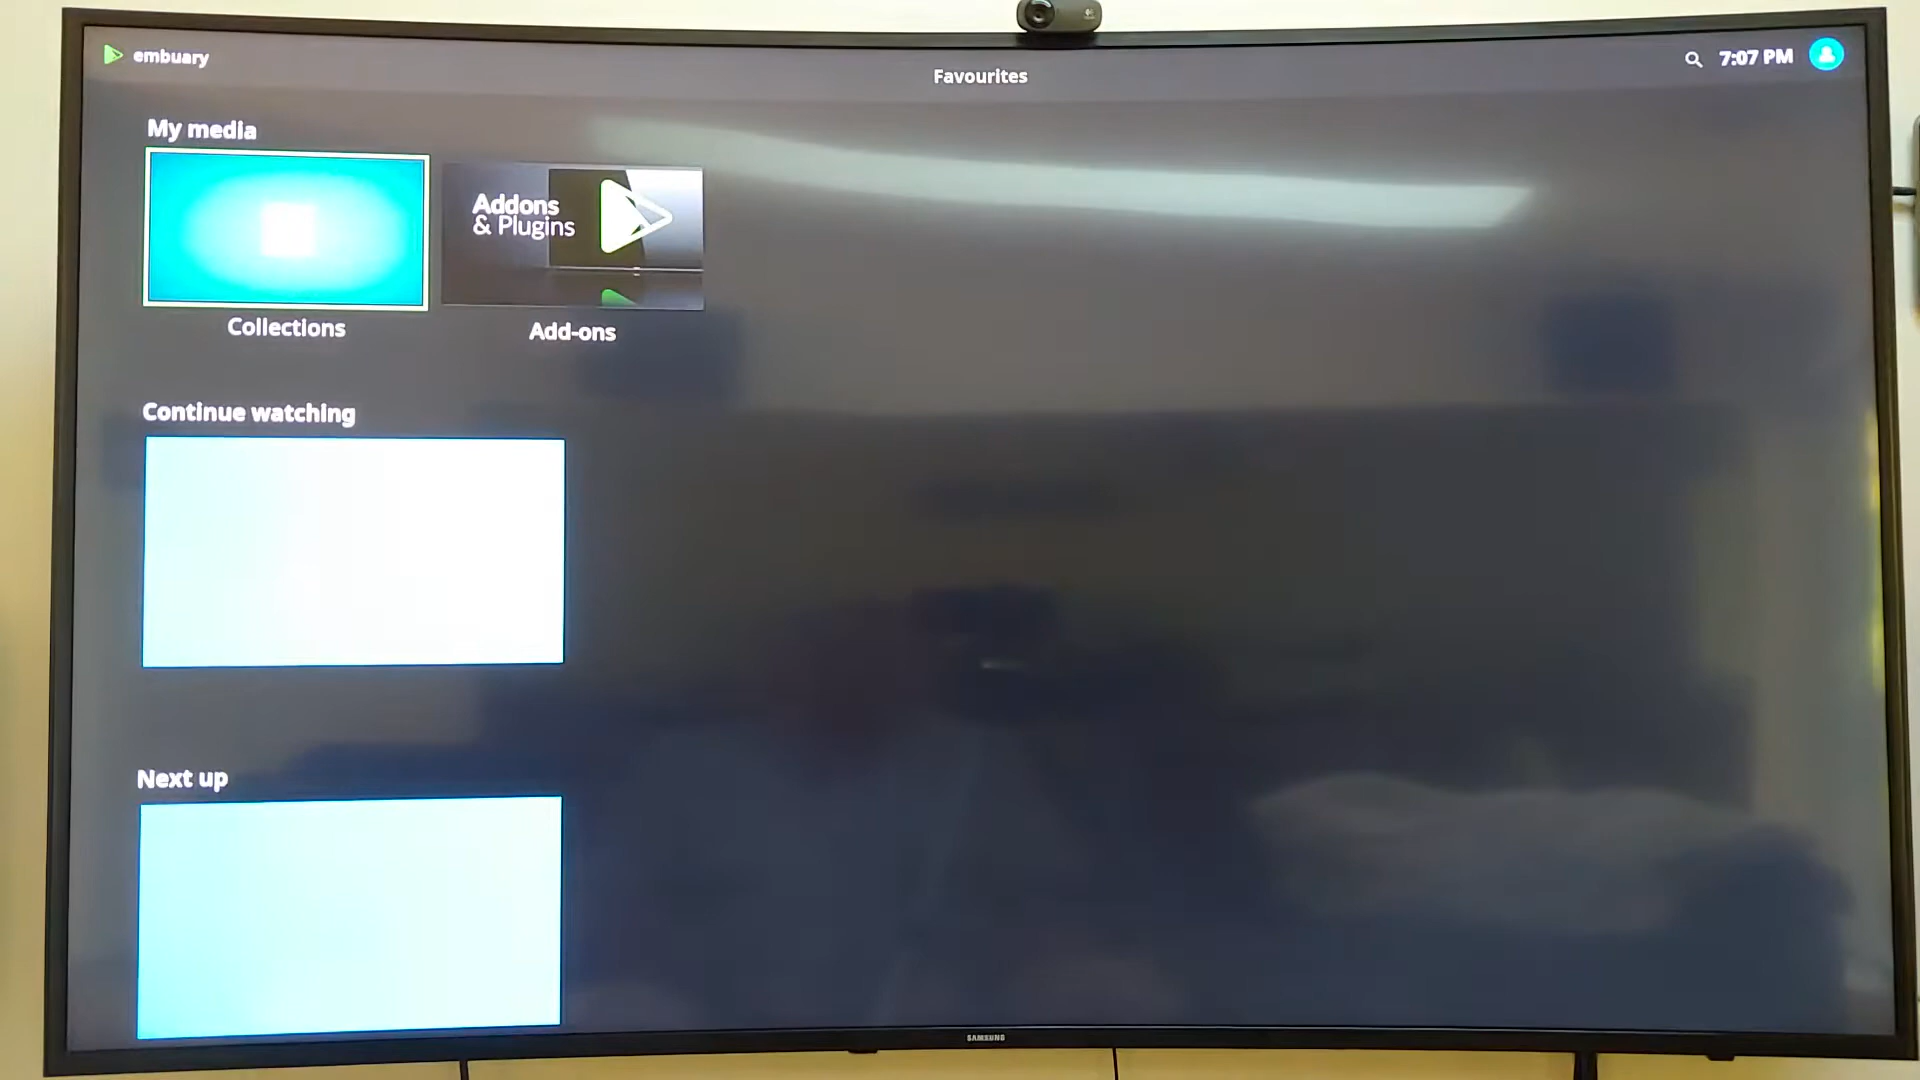 embuary
Favourites
7:07 PM
My media
Addons
& Plugins
Collections
Add-ons
Continue watching
Next up
SAMSUNG